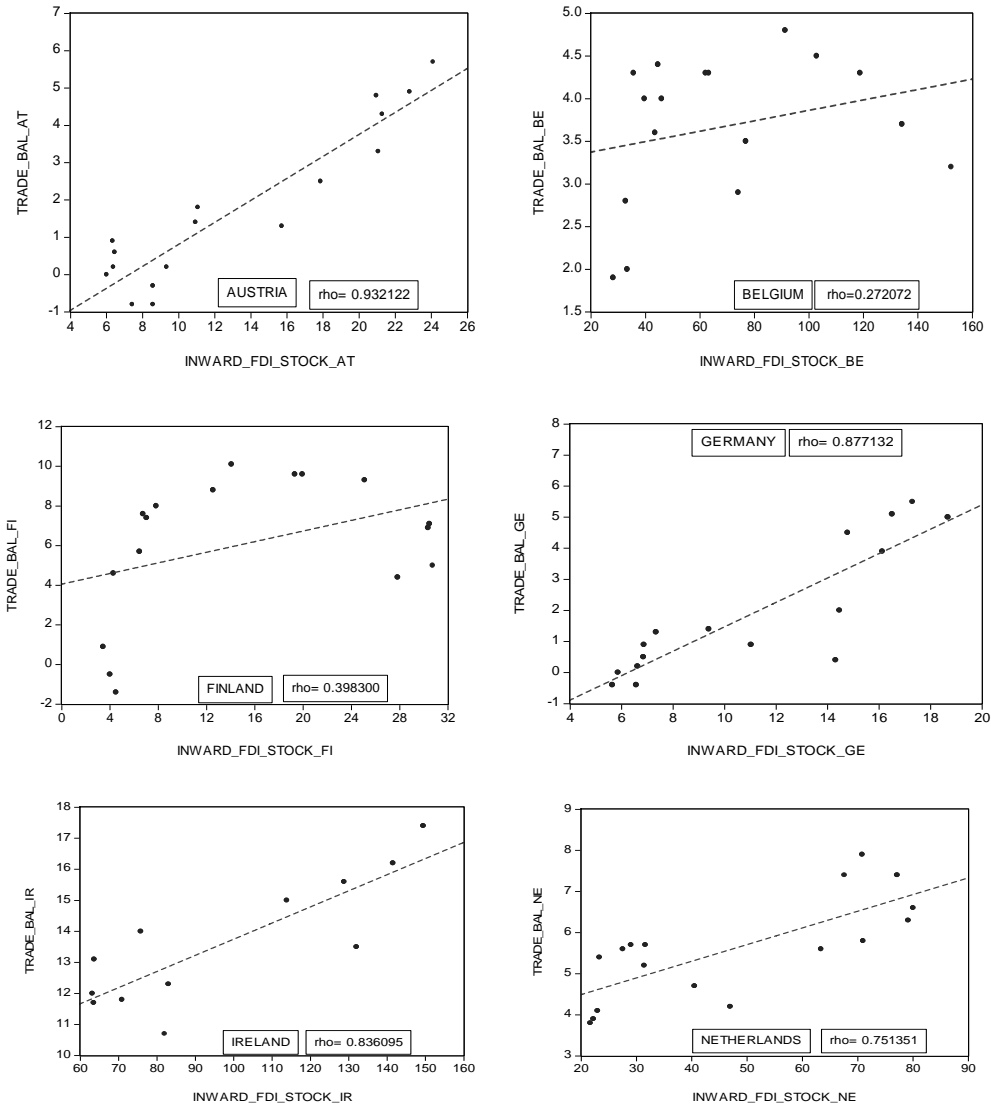 TRADE_BAL_AT
7
6
5
4
3
2
1
0
-1
4 6 8 10 12 14 16 18 20 22 24 26
AUSTRIA
rho= 0.932122
INWARD_FDI_STOCK_AT
TRADE_BAL_BE
5.0
4.5
4.0
3.5
3.0
2.5
2.0
1.5
20 40 60 80 100 120 140 160
BELGIUM
rho=0.272072
INWARD_FDI_STOCK_BE
TRADE_BAL_FI
12
10
8
6
4
2
0
-2
0 4 8 12 16 20 24 28 32
FINLAND
rho= 0.398300
INWARD_FDI_STOCK_FI
TRADE_BAL_GE
8
7
6
5
4
3
2
1
0
-1
4 6 8 10 12 14 16 18 20
GERMANY
rho= 0.877132
INWARD_FDI_STOCK_GE
TRADE_BAL_IR
18
17
16
15
14
13
12
11
10
60 70 80 90 100 110 120 130 140 150 160
IRELAND
rho= 0.836095
INWARD_FDI_STOCK_IR
TRADE_BAL_NE
9
8
7
6
5
4
3
20 30 40 50 60 70 80 90
NETHERLANDS
rho= 0.751351
INWARD_FDI_STOCK_NE